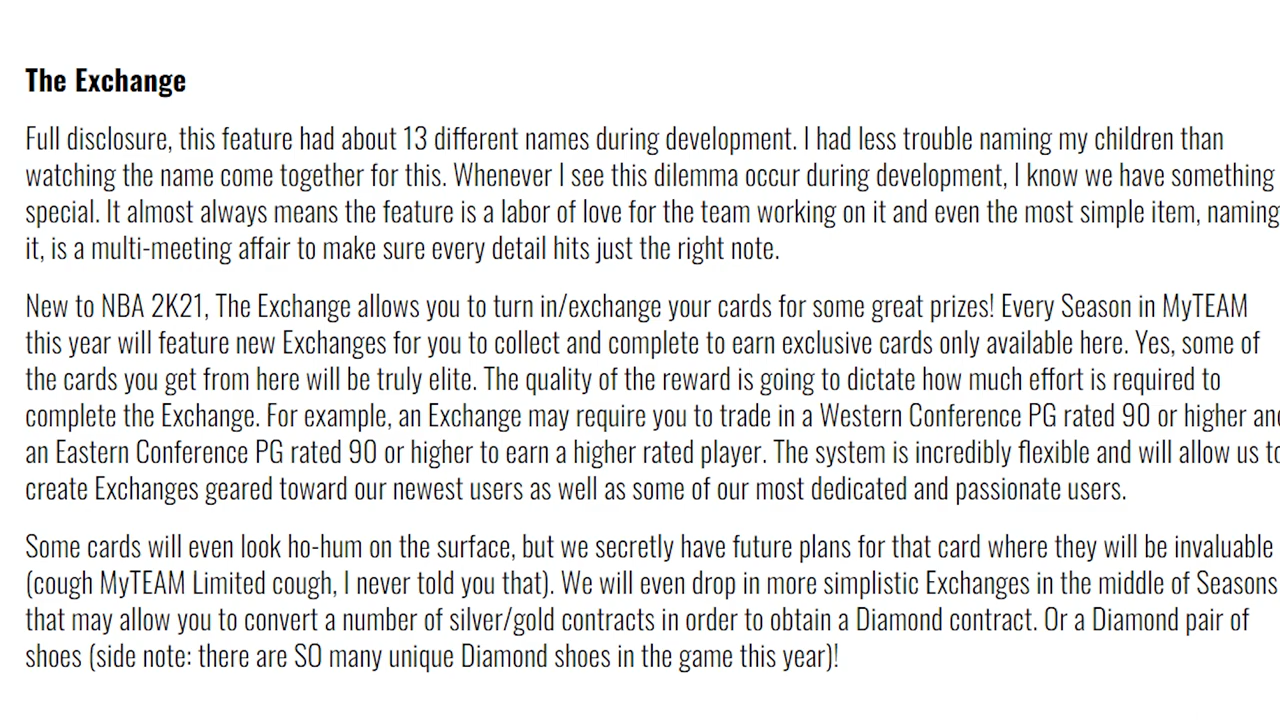 The Exchange
Full disclosure, this feature had about 13 different names during development. I had less trouble naming my children than
watching the name come together for this. Whenever I see this dilemma occur during development, I know we have something
special. It almost always means the feature is a labor of love for the team working on it and even the most simple item, naming
it, is a multi-meeting affair to make sure every detail hits just the right note.
New to NBA 2K21, The Exchange allows you to turn in/exchange your cards for some great prizes! Every Season in MyTEAM
this year will feature new Exchanges for you to collect and complete to earn exclusive cards only available here. Yes, some of
the cards you get from here will be truly elite. The quality of the reward is going to dictate how much effort is required to
complete the Exchange. For example, an Exchange may require you to trade in a Western Conference PG rated 90 or higher and
an Eastern Conference PG rated 90 or higher to earn a higher rated player. The system is incredibly flexible and will allow us to
create Exchanges geared toward our newest users as well as some of our most dedicated and passionate users.
Some cards will even look ho-hum on the surface, but we secretly have future plans for that card where they will be invaluable
(cough MyTEAM Limited cough, I never told you that). We will even drop in more simplistic Exchanges in the middle of Seasons
that may allow you to convert a number of silver/gold contracts in order to obtain a Diamond contract. Or a Diamond pair of
shoes (side note: there are SO many unique Diamond shoes in the game this year)!